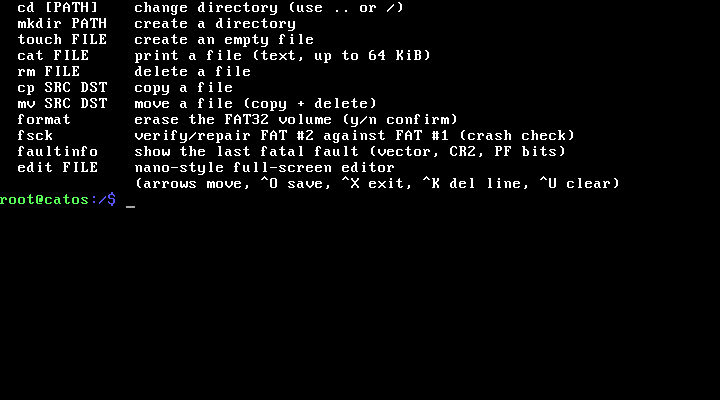 cd [PATH]     change directory (use .. or /)
mkdir PATH    create a directory
touch FILE    create an empty file
cat FILE      print a file (text, up to 64 KiB)
rm FILE       delete a file
cp SRC DST    copy a file
mv SRC DST    move a file (copy + delete)
format        erase the FAT32 volume (y/n confirm)
fsck          verify/repair FAT #2 against FAT #1 (crash check)
faultinfo     show the last fatal fault (vector, CR2, PF bits)
edit FILE     nano-style full-screen editor
              (arrows move, ^O save, ^X exit, ^K del line, ^U clear)
root@catos:/$ _